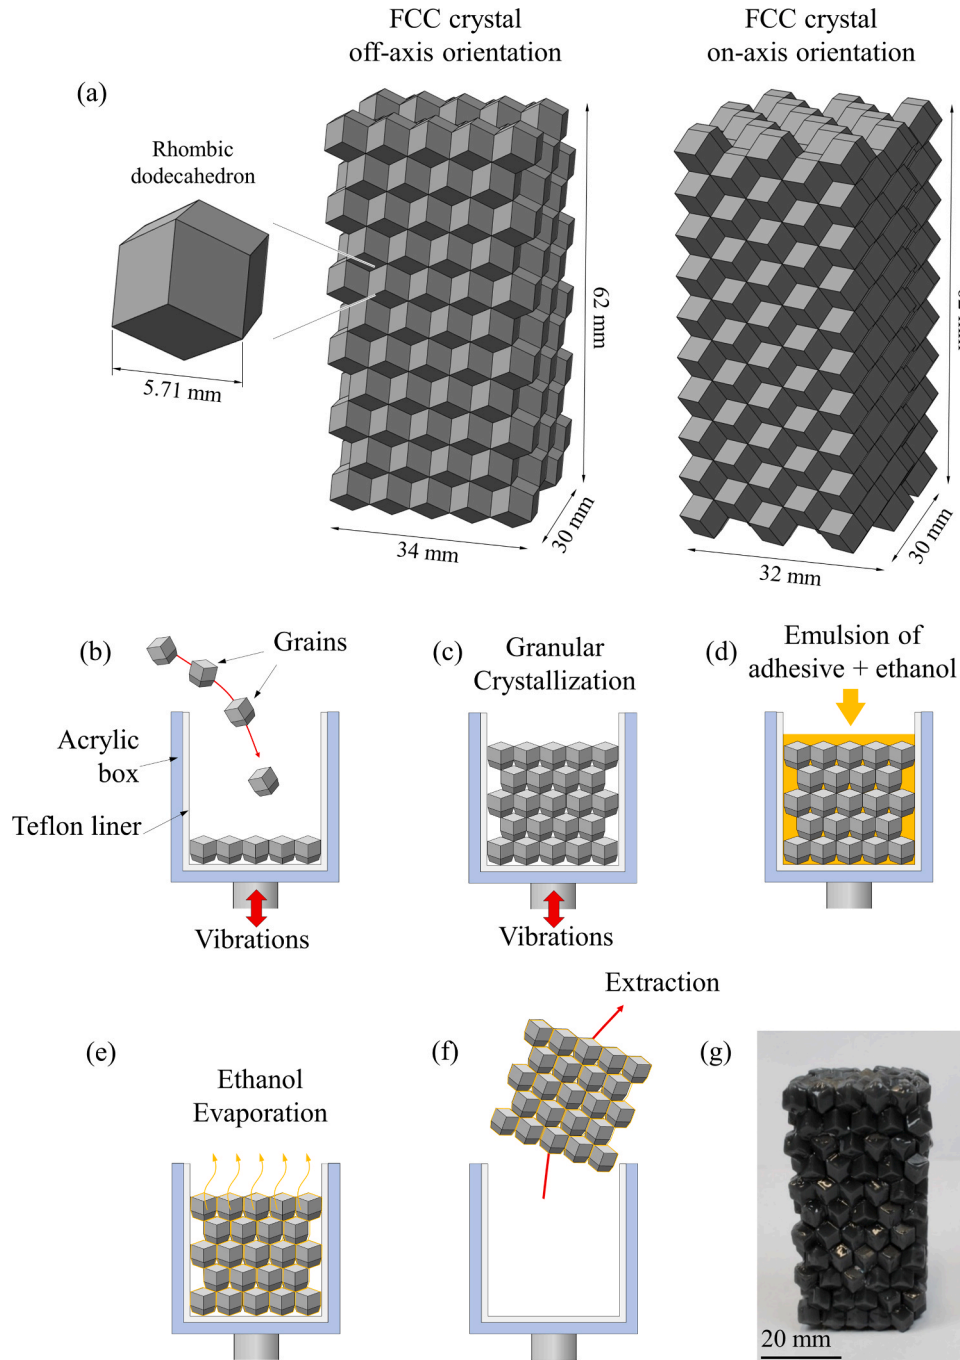 FCC crystal
off-axis orientation
FCC crystal
on-axis orientation
(a)
Rhombic
dodecahedron
5.71 mm
62 mm
34 mm
30 mm
32 mm
30 mm
(b)
Grains
Acrylic
box
Teflon liner
Vibrations
(c)
Granular
Crystallization
Vibrations
(d)
Emulsion of
adhesive + ethanol
(e)
Ethanol
Evaporation
(f)
Extraction
(g)
20 mm